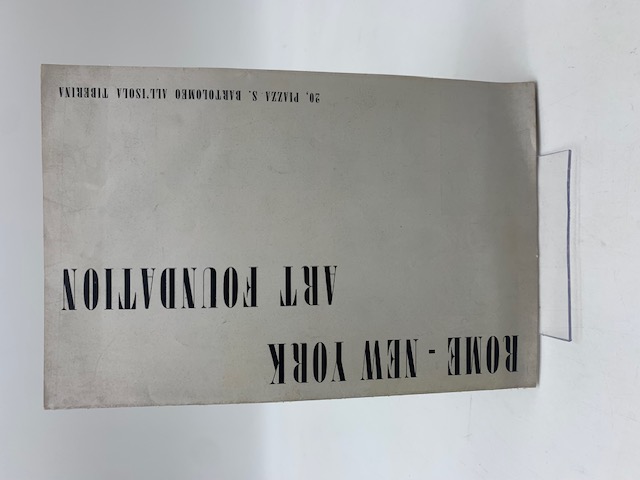 ROME - NEW YORK
ART FOUNDATION
20, PIAZZA S. BARTOLOMEO ALL'ISOLA TIBERINA